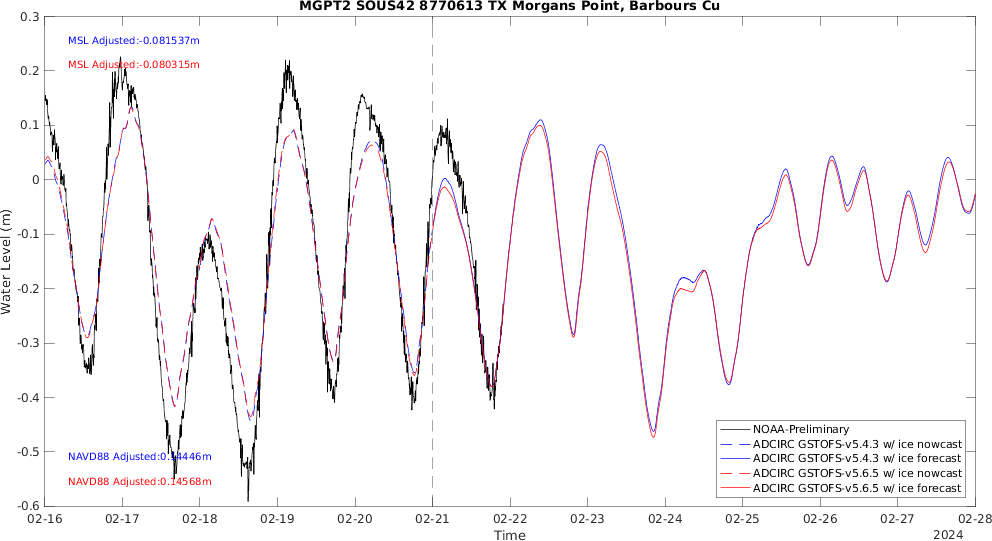 MGPT2 SOUS42 8770613 TX Morgans Point, Barbours Cu
MSL Adjusted:-0.081537m
MSL Adjusted:-0.080315m
NAVD88 Adjusted:0.14446m
NAVD88 Adjusted:0.14568m
Water Level (m)
0.3
0.2
0.1
0
-0.1
-0.2
-0.3
-0.4
-0.5
-0.6
NOAA-Preliminary
ADCIRC GSTOFS-v5.4.3 w/ ice nowcast
ADCIRC GSTOFS-v5.4.3 w/ ice forecast
ADCIRC GSTOFS-v5.6.5 w/ ice nowcast
ADCIRC GSTOFS-v5.6.5 w/ ice forecast
02-16 02-17 02-18 02-19 02-20 02-21 02-22 02-23 02-24 02-25 02-26 02-27 02-28
Time
2024